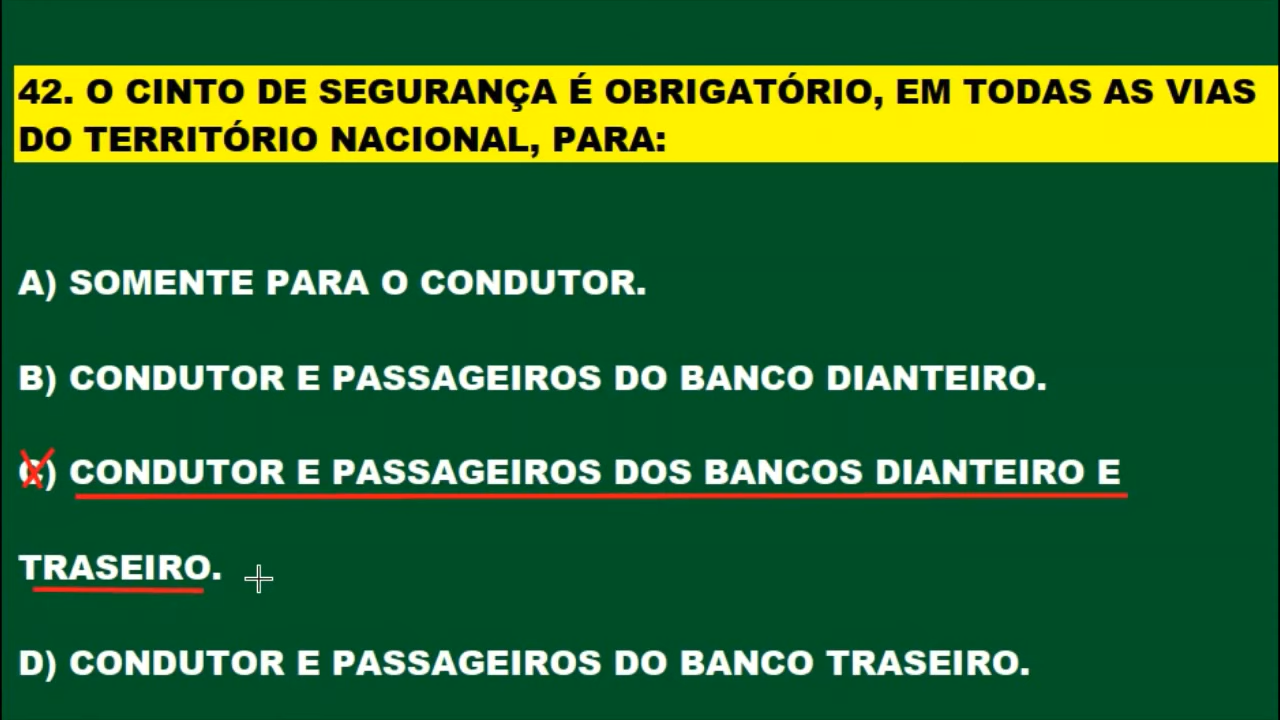 42. O CINTO DE SEGURANÇA É OBRIGATÓRIO, EM TODAS AS VIAS
DO TERRITÓRIO NACIONAL, PARA:
A) SOMENTE PARA O CONDUTOR.
B) CONDUTOR E PASSAGEIROS DO BANCO DIANTEIRO.
C) CONDUTOR E PASSAGEIROS DOS BANCOS DIANTEIRO E
TRASEIRO.
D) CONDUTOR E PASSAGEIROS DO BANCO TRASEIRO.